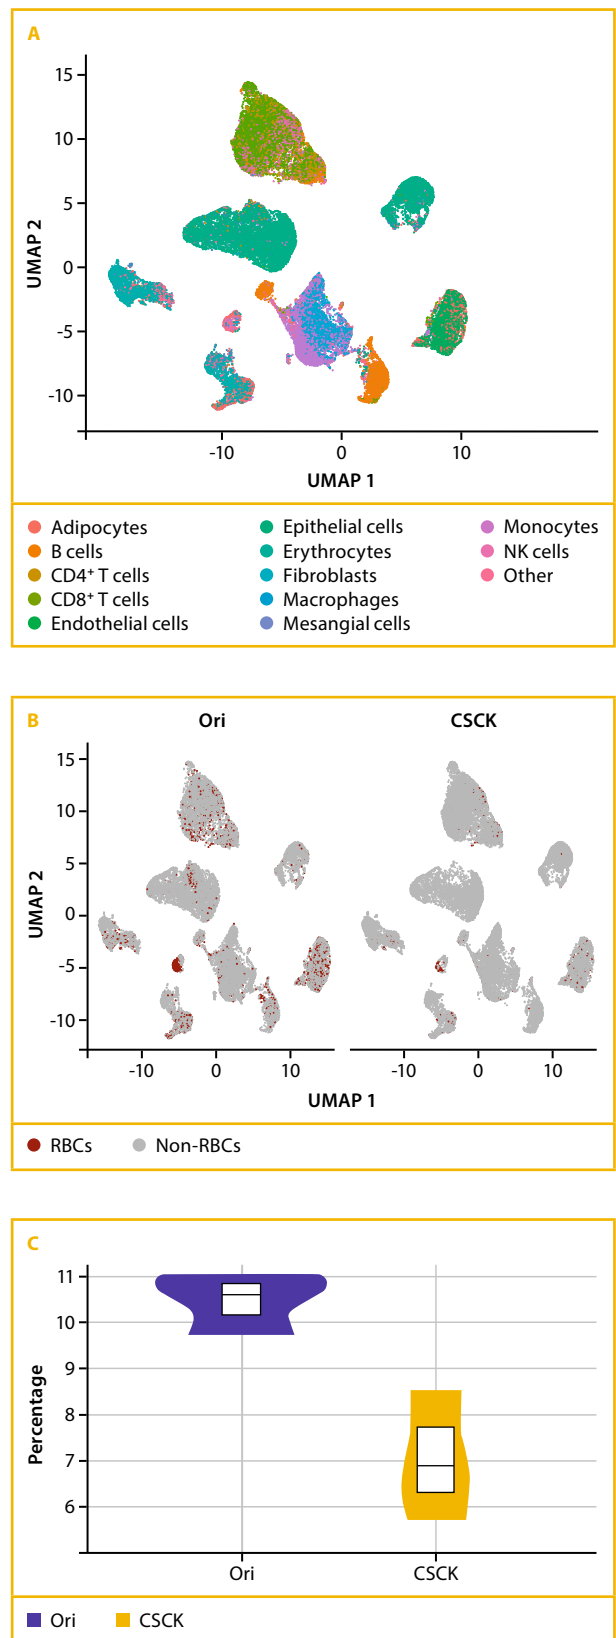 A
15
10
5
0
-5
-10
UMAP 2
-10 0 10
UMAP 1
Adipocytes
B cells
CD4⁺ T cells
CD8⁺ T cells
Endothelial cells
Epithelial cells
Erythrocytes
Fibroblasts
Macrophages
Mesangial cells
Monocytes
NK cells
Other
B
Ori CSCK
15
10
5
0
-5
-10
UMAP 2
-10 0 10 -10 0 10
UMAP 1
RBCs Non-RBCs
C
11
10
9
8
7
6
Percentage
Ori CSCK
Ori CSCK